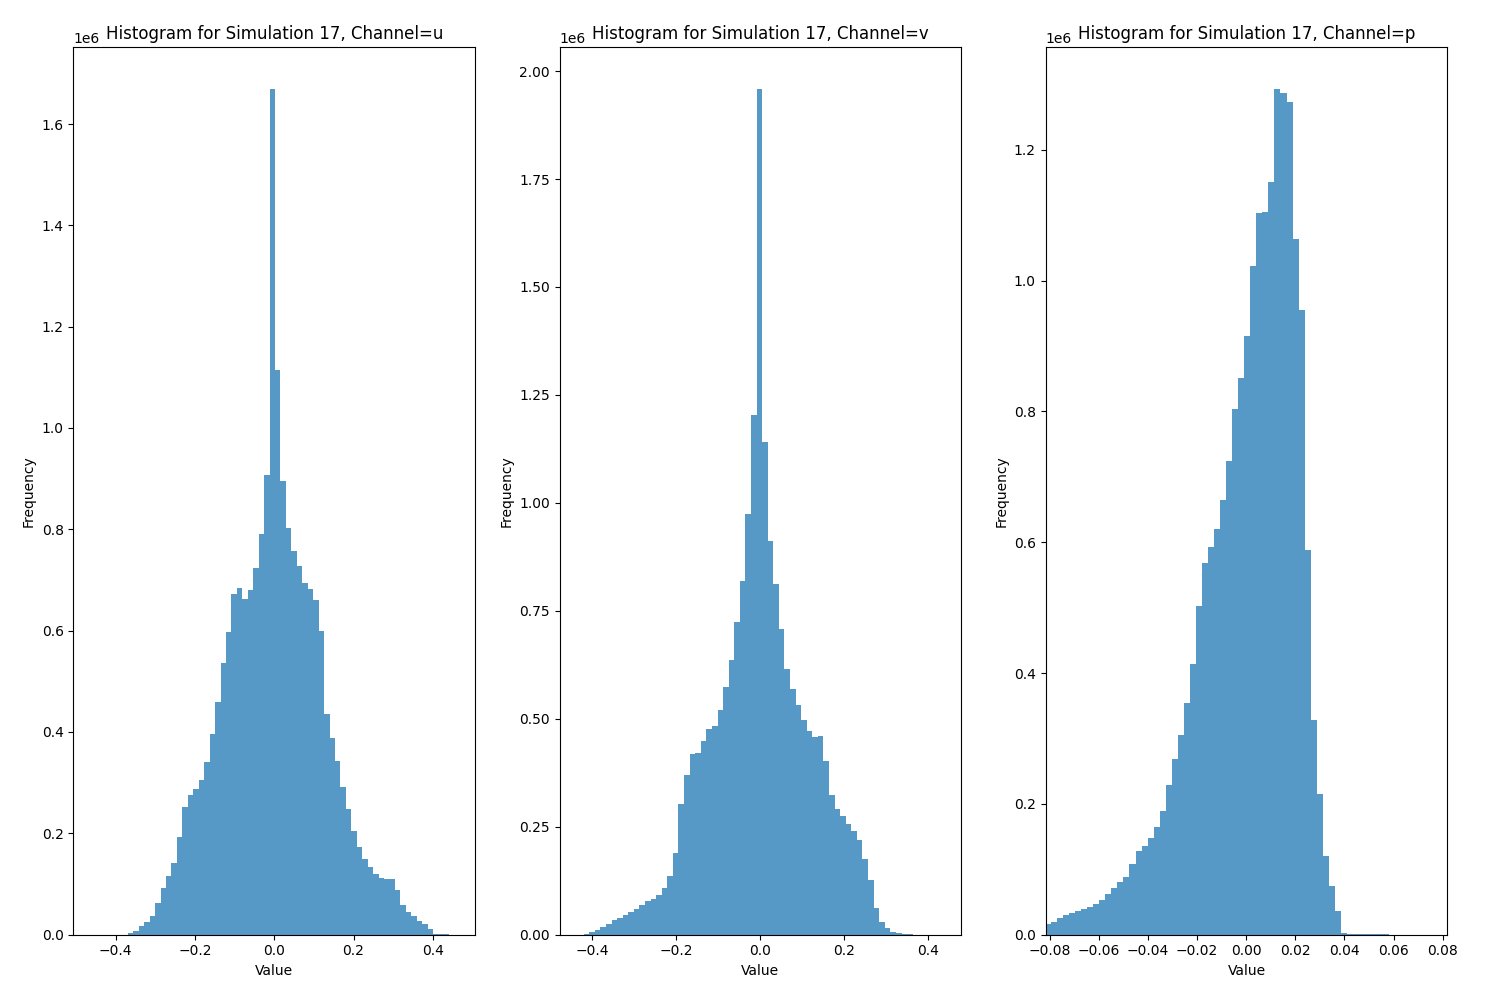 Histogram for Simulation 17, Channel=u
1e6
1.6
1.4
1.2
1.0
0.8
0.6
0.4
0.2
0.0
Frequency
−0.4 −0.2 0.0 0.2 0.4
Value
Histogram for Simulation 17, Channel=v
1e6
2.00
1.75
1.50
1.25
1.00
0.75
0.50
0.25
0.00
Frequency
−0.4 −0.2 0.0 0.2 0.4
Value
Histogram for Simulation 17, Channel=p
1e6
1.2
1.0
0.8
0.6
0.4
0.2
0.0
Frequency
−0.08 −0.06 −0.04 −0.02 0.00 0.02 0.04 0.06 0.08
Value